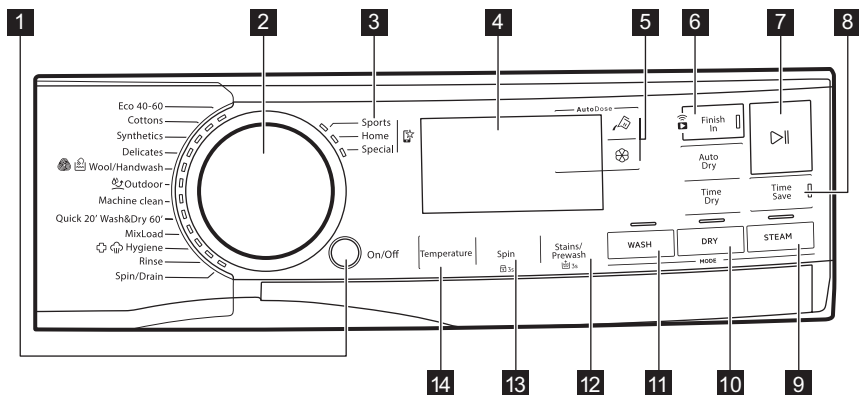 1
2
3
4
5
6
7
8
Eco 40-60
Cottons
Synthetics
Delicates
Wool/Handwash
Outdoor
Machine clean
Quick 20' Wash&Dry 60'
MixLoad
Hygiene
Rinse
Spin/Drain
Sports
Home
Special
On/Off
AutoDose
Finish
In
Auto
Dry
Time
Dry
Time
Save
Temperature
Spin
3s
Stains/
Prewash
3s
WASH
DRY
STEAM
MODE
14
13
12
11
10
9